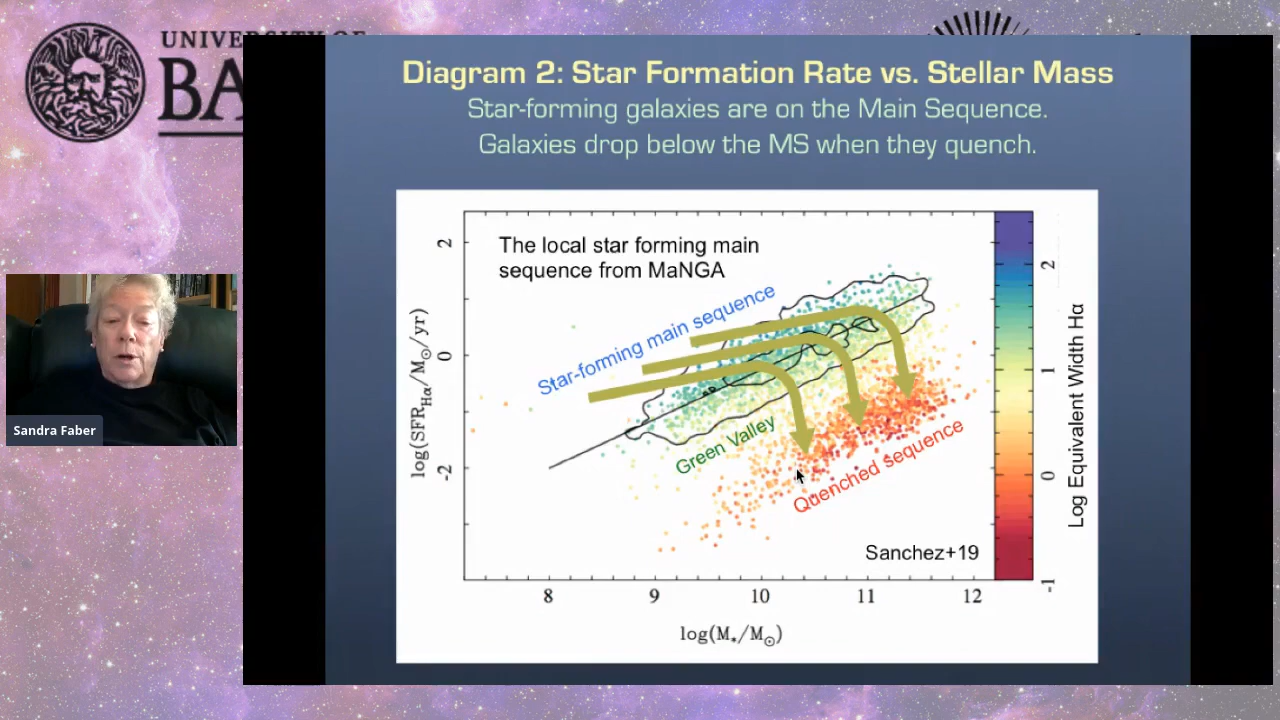 UNIVERSITY OF
BA
Diagram 2: Star Formation Rate vs. Stellar Mass
Star-forming galaxies are on the Main Sequence.
Galaxies drop below the MS when they quench.
The local star forming main
sequence from MaNGA
Star-forming main sequence
Green Valley
Quenched sequence
Sanchez+19
log(SFR_Hα/M_⊙/yr)
2
0
-2
8 9 10 11 12
log(M_*/M_⊙)
2
1
0
-1
Log Equivalent Width Hα
Sandra Faber